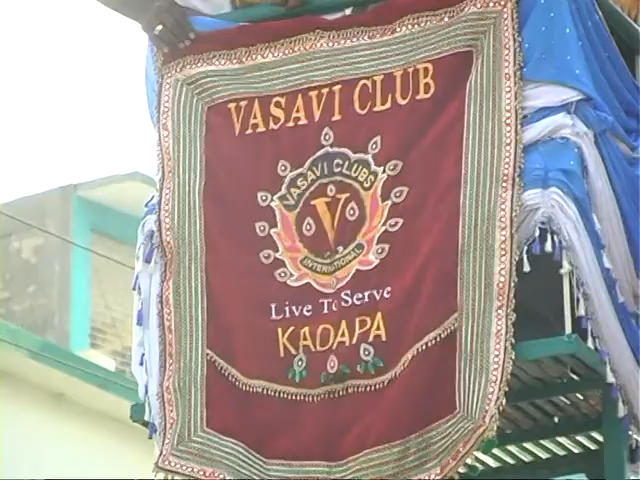 VASAVI CLUB
VASAVI CLUBS
V
INTERNATIONAL
Live To Serve
KADAPA